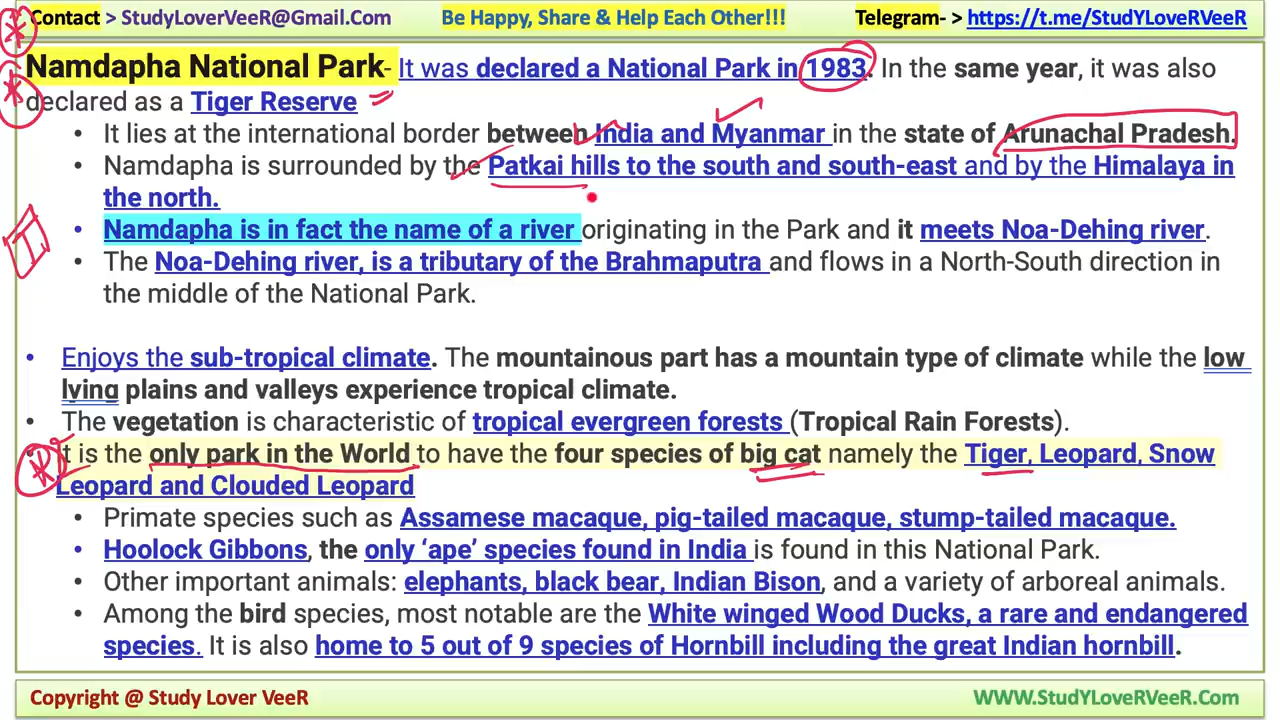 Contact > StudyLoverVeeR@Gmail.Com Be Happy, Share & Help Each Other!!! Telegram- > https://t.me/StudYLoveRVeeR
Namdapha National Park- It was declared a National Park in 1983. In the same year, it was also
declared as a Tiger Reserve
• It lies at the international border between India and Myanmar in the state of Arunachal Pradesh.
• Namdapha is surrounded by the Patkai hills to the south and south-east and by the Himalaya in
the north.
• Namdapha is in fact the name of a river originating in the Park and it meets Noa-Dehing river.
• The Noa-Dehing river, is a tributary of the Brahmaputra and flows in a North-South direction in
the middle of the National Park.
• Enjoys the sub-tropical climate. The mountainous part has a mountain type of climate while the low
lying plains and valleys experience tropical climate.
• The vegetation is characteristic of tropical evergreen forests (Tropical Rain Forests).
• It is the only park in the World to have the four species of big cat namely the Tiger, Leopard, Snow
Leopard and Clouded Leopard
• Primate species such as Assamese macaque, pig-tailed macaque, stump-tailed macaque.
• Hoolock Gibbons, the only ‘ape’ species found in India is found in this National Park.
• Other important animals: elephants, black bear, Indian Bison, and a variety of arboreal animals.
• Among the bird species, most notable are the White winged Wood Ducks, a rare and endangered
species. It is also home to 5 out of 9 species of Hornbill including the great Indian hornbill.
Copyright @ Study Lover VeeR WWW.StudYLoveRVeeR.Com